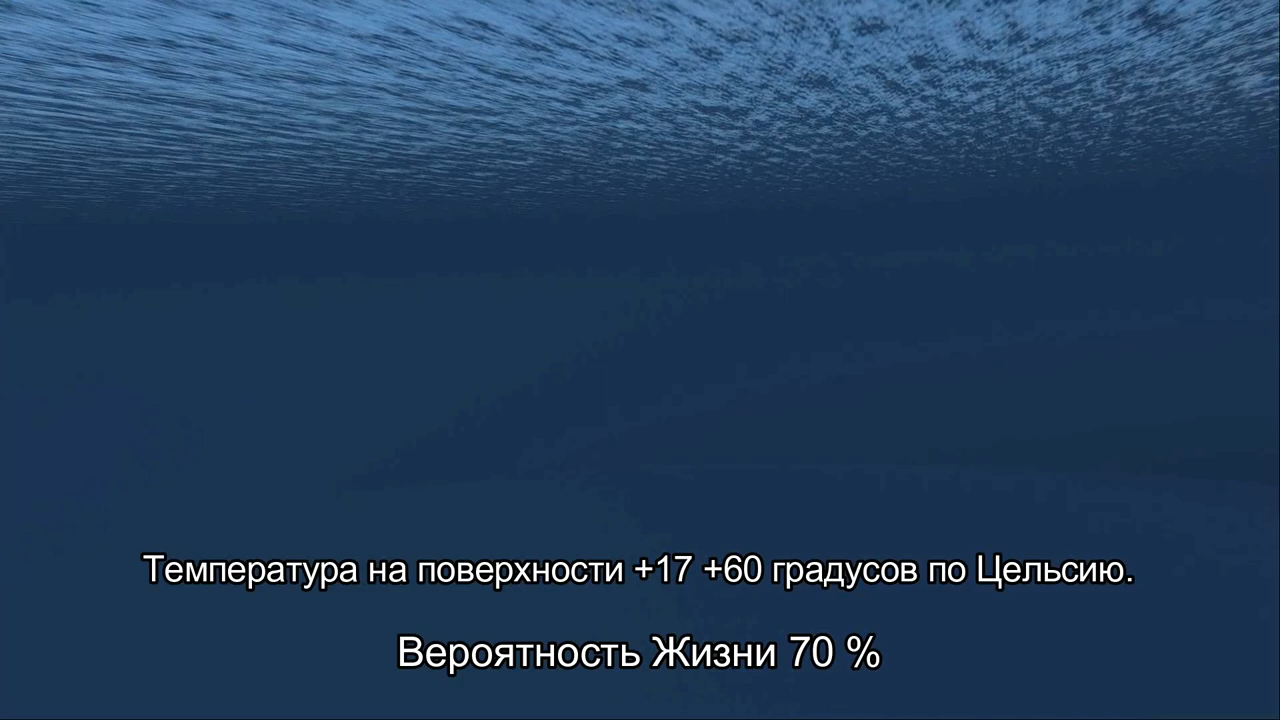 Температура на поверхности +17 +60 градусов по Цельсию.
Вероятность Жизни 70 %